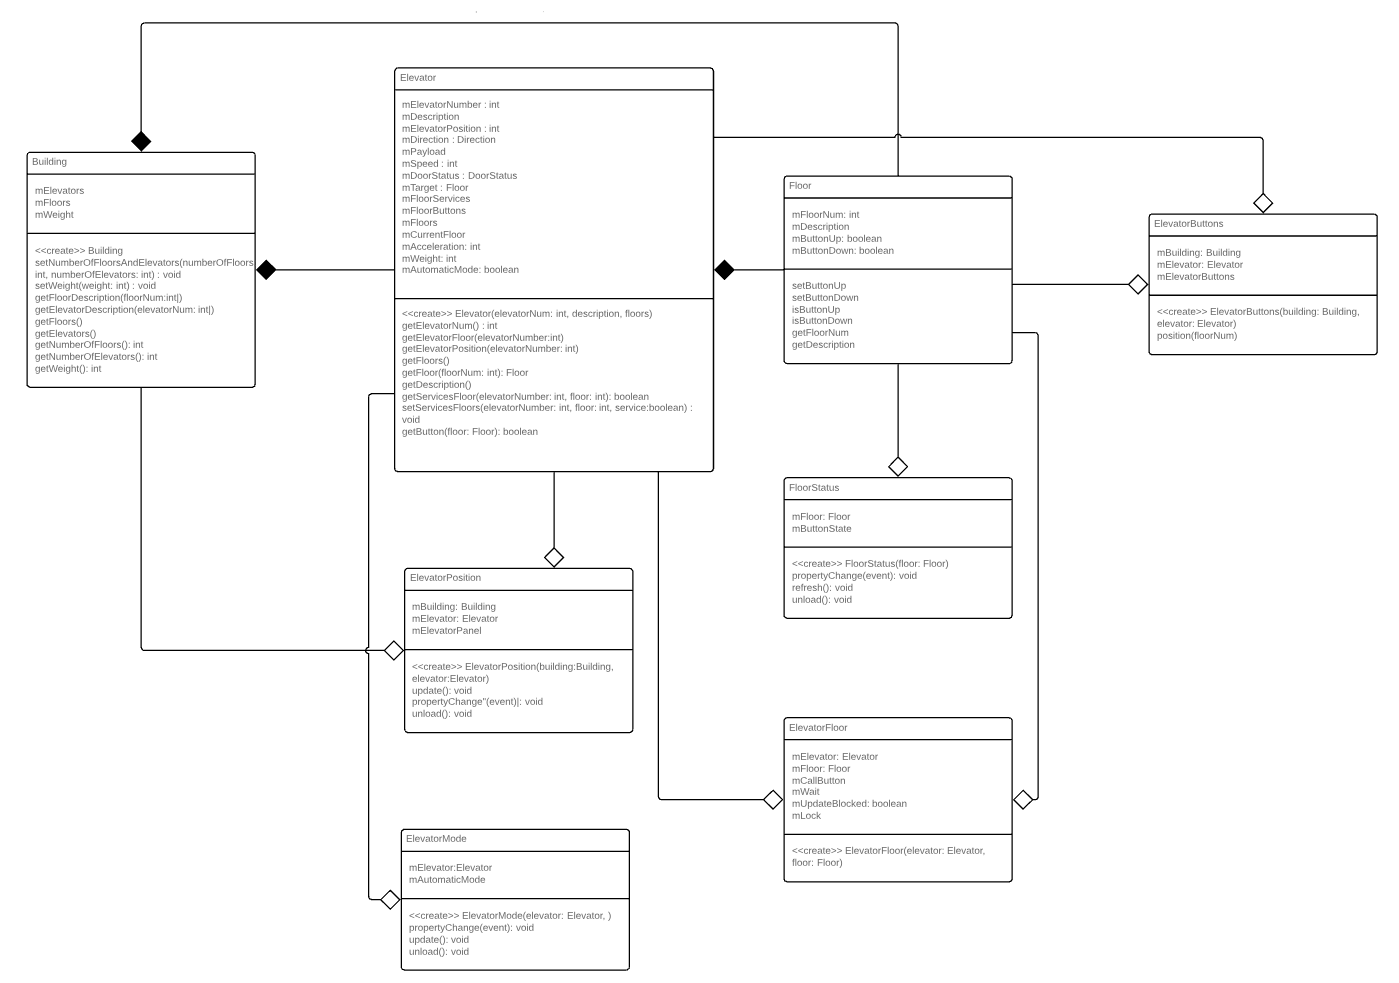 Elevator
mElevatorNumber : int
mDescription
mElevatorPosition : int
mDirection : Direction
mPayload
mSpeed : int
mDoorStatus : DoorStatus
mTarget : Floor
mFloorServices
mFloorButtons
mFloors
mCurrentFloor
mAcceleration: int
mWeight: int
mAutomaticMode: boolean
<<create>> Elevator(elevatorNum: int, description, floors)
getElevatorNum() : int
getElevatorFloor(elevatorNumber:int)
getElevatorPosition(elevatorNumber: int)
getFloors()
getFloor(floorNum: int): Floor
getDescription()
getServicesFloor(elevatorNumber: int, floor: int): boolean
setServicesFloors(elevatorNumber: int, floor: int, service:boolean) :
void
getButton(floor: Floor): boolean
Building
mElevators
mFloors
mWeight
<<create>> Building
setNumberOfFloorsAndElevators(numberOfFloors
int, numberOfElevators: int) : void
setWeight(weight: int) : void
getFloorDescription(floorNum:int|)
getElevatorDescription(elevatorNum: int|)
getFloors()
getElevators()
getNumberOfFloors(): int
getNumberOfElevators(): int
getWeight(): int
Floor
mFloorNum: int
mDescription
mButtonUp: boolean
mButtonDown: boolean
setButtonUp
setButtonDown
isButtonUp
isButtonDown
getFloorNum
getDescription
ElevatorButtons
mBuilding: Building
mElevator: Elevator
mElevatorButtons
<<create>> ElevatorButtons(building: Building,
elevator: Elevator)
position(floorNum)
FloorStatus
mFloor: Floor
mButtonState
<<create>> FloorStatus(floor: Floor)
propertyChange(event): void
refresh(): void
unload(): void
ElevatorPosition
mBuilding: Building
mElevator: Elevator
mElevatorPanel
<<create>> ElevatorPosition(building:Building,
elevator:Elevator)
update(): void
propertyChange"(event)|: void
unload(): void
ElevatorFloor
mElevator: Elevator
mFloor: Floor
mCallButton
mWait
mUpdateBlocked: boolean
mLock
<<create>> ElevatorFloor(elevator: Elevator,
floor: Floor)
ElevatorMode
mElevator:Elevator
mAutomaticMode
<<create>> ElevatorMode(elevator: Elevator, )
propertyChange(event): void
update(): void
unload(): void